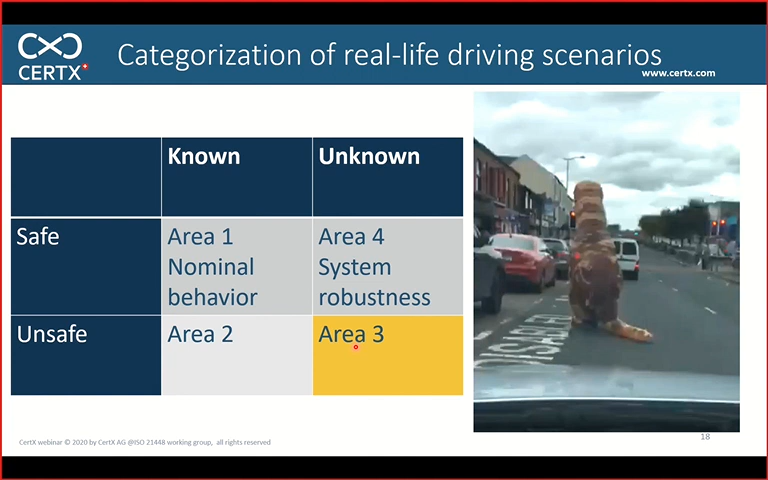 CERTX
Categorization of real-life driving scenarios
www.certx.com
Known
Unknown
Safe
Area 1
Nominal
behavior
Area 4
System
robustness
Unsafe
Area 2
Area 3
DISABLED
CertX webinar © 2020 by CertX AG @ISO 21448 working group, all rights reserved
18